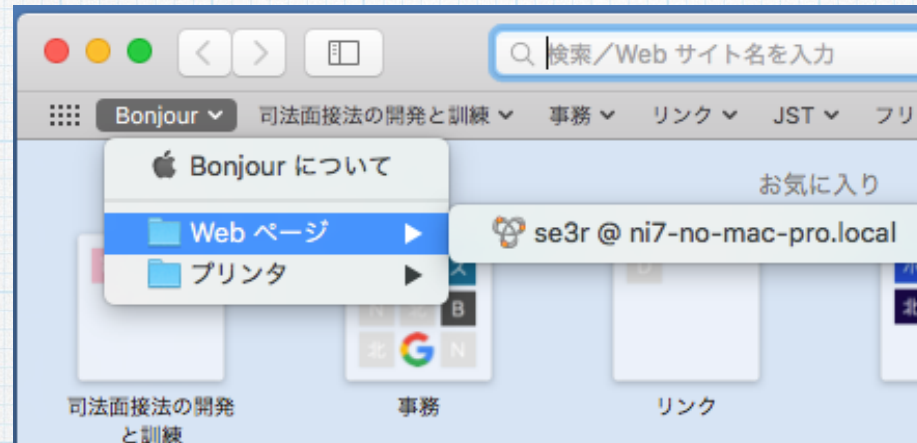 検索／Web サイト名を入力
Bonjour 司法面接法の開発と訓練 事務 リンク JST フリ
Bonjour について
お気に入り
Web ページ
se3r @ ni7-no-mac-pro.local
プリンタ
ス
D
N 北 B
北 G N
北
司法面接法の開発
と訓練
事務
リンク